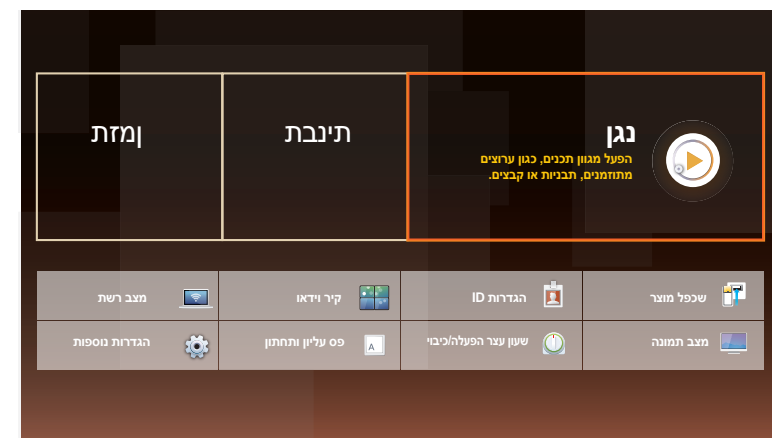 נגן
הפעל מגוון תכנים, כגון ערוצים
מתוזמנים, תבניות או קבצים.
תינבת
ןמזת
שכפל מוצר
הגדרות ID
קיר וידאו
מצב רשת
מצב תמונה
שעון עצר הפעלה/כיבוי
פס עליון ותחתון
A
הגדרות נוספות